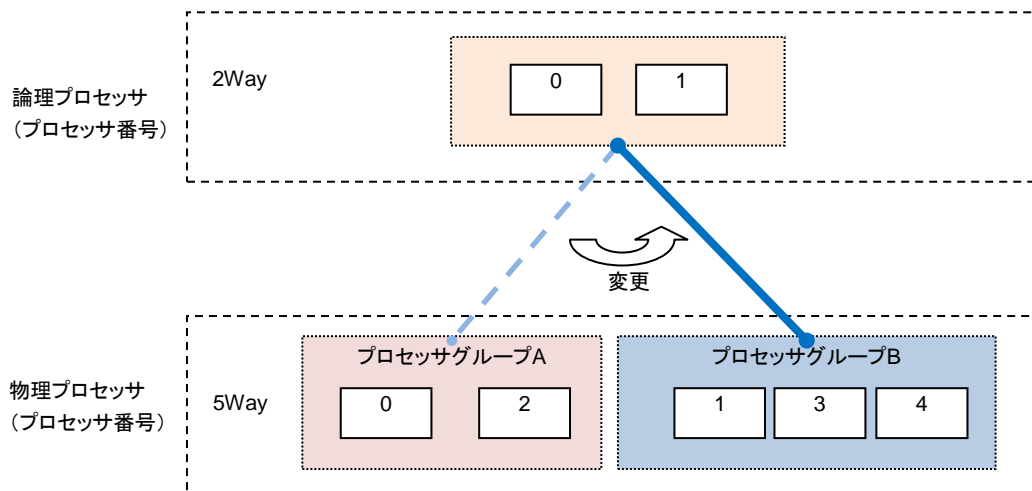 論理プロセッサ
（プロセッサ番号）
2Way
0
1
変更
物理プロセッサ
（プロセッサ番号）
5Way
プロセッサグループA
0
2
プロセッサグループB
1
3
4